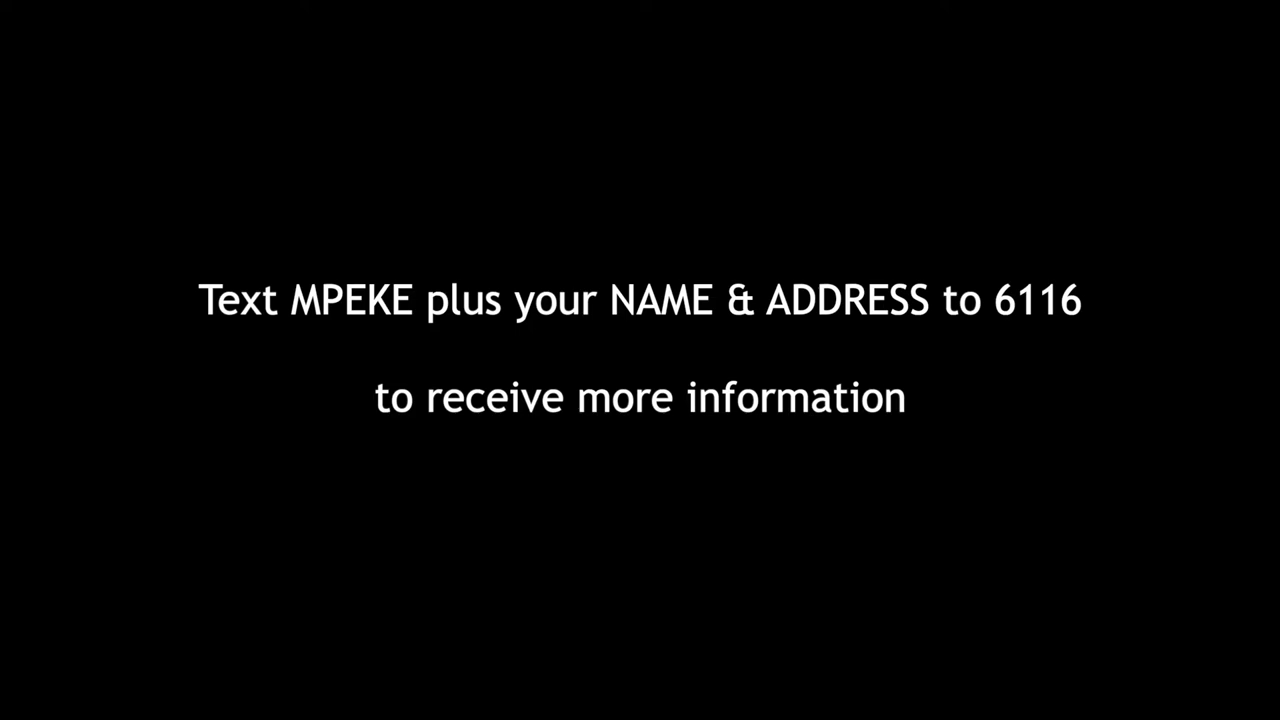 Text MPEKE plus your NAME & ADDRESS to 6116
to receive more information